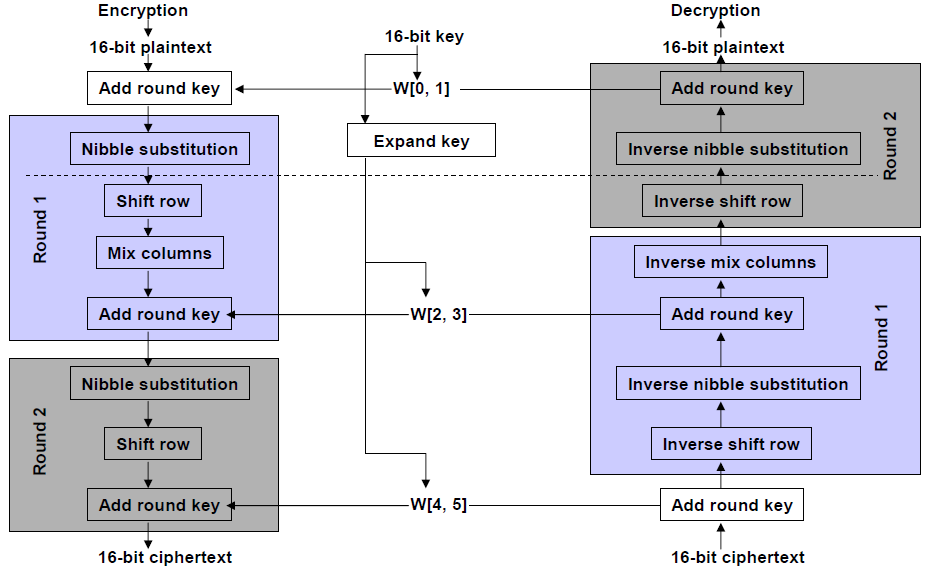 Encryption
16-bit plaintext
Add round key
Round 1
Nibble substitution
Shift row
Mix columns
Add round key
Round 2
Nibble substitution
Shift row
Add round key
16-bit ciphertext
16-bit key
W[0, 1]
Expand key
W[2, 3]
W[4, 5]
Decryption
16-bit plaintext
Add round key
Inverse nibble substitution
Inverse shift row
Round 2
Inverse mix columns
Add round key
Inverse nibble substitution
Inverse shift row
Round 1
Add round key
16-bit ciphertext